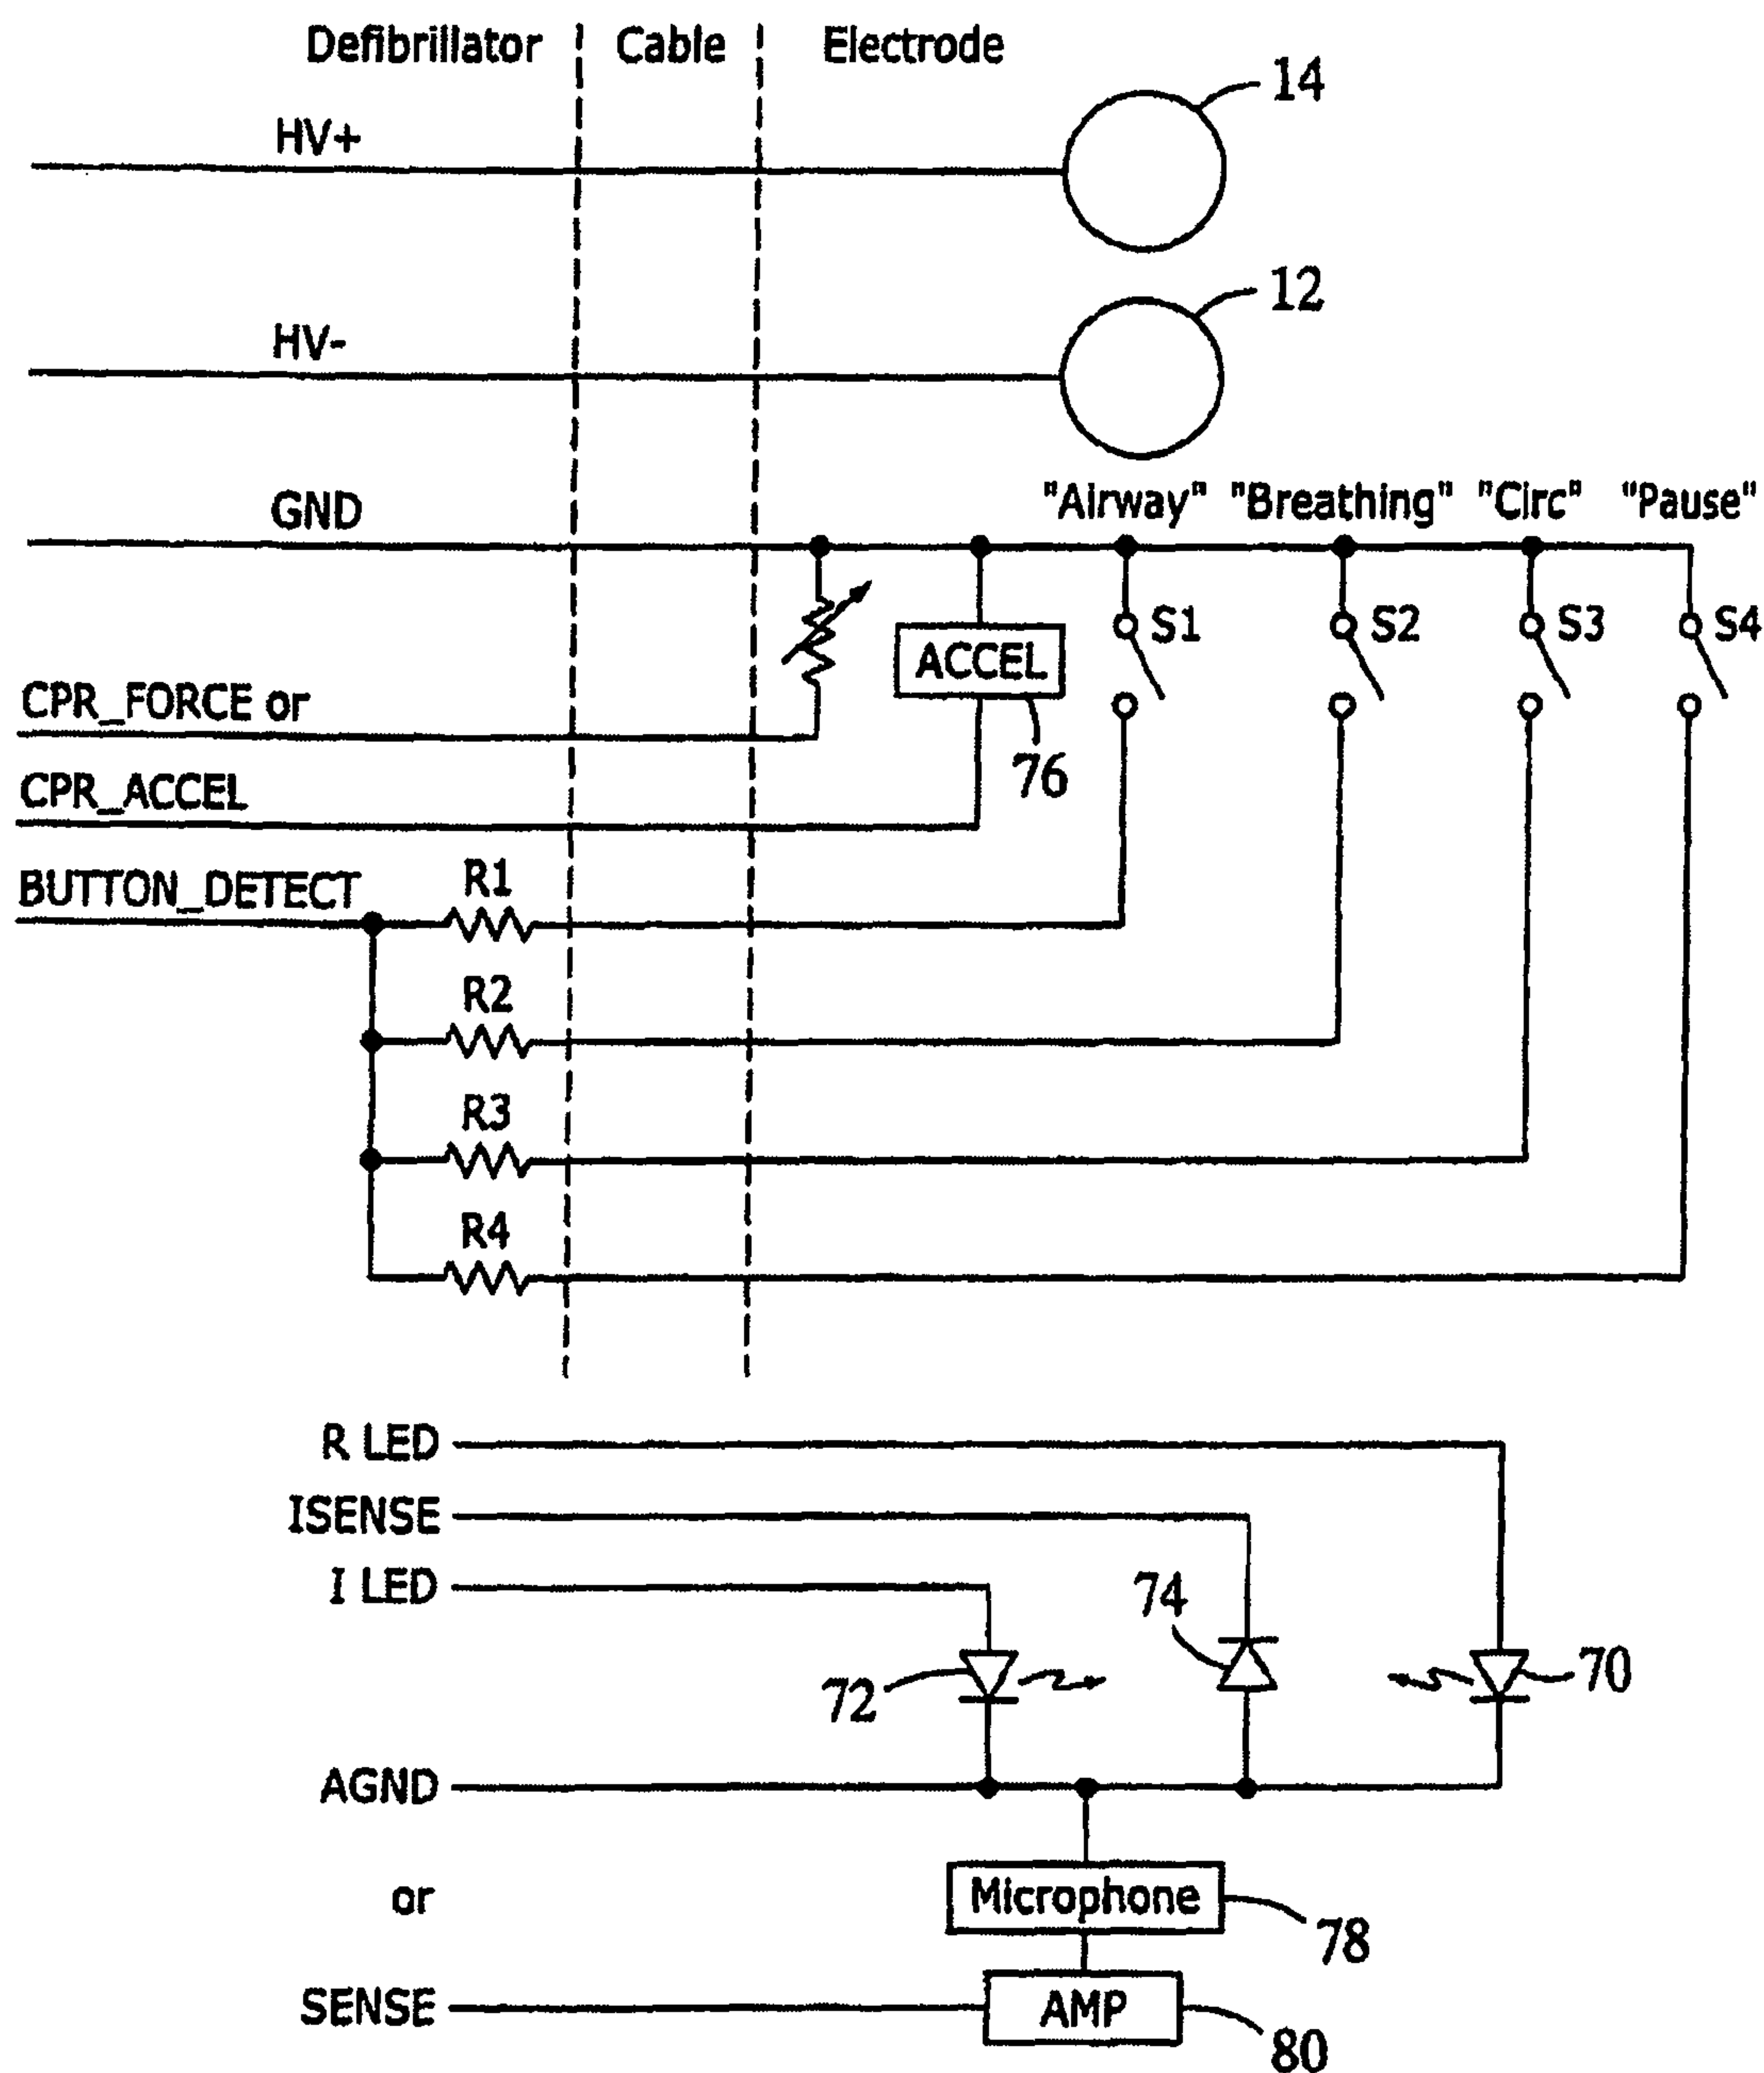 Defibrillator Cable Electrode
14
HV+
12
HV-
"Airway" "Breathing" "Circ" "Pause"
GND
S1 S2 S3 S4
ACCEL
CPR_FORCE or
76
CPR_ACCEL
R1
BUTTON_DETECT
R2
R3
R4
R LED
ISENSE
I LED
74
70
72
AGND
Microphone
or
78
SENSE
AMP
80